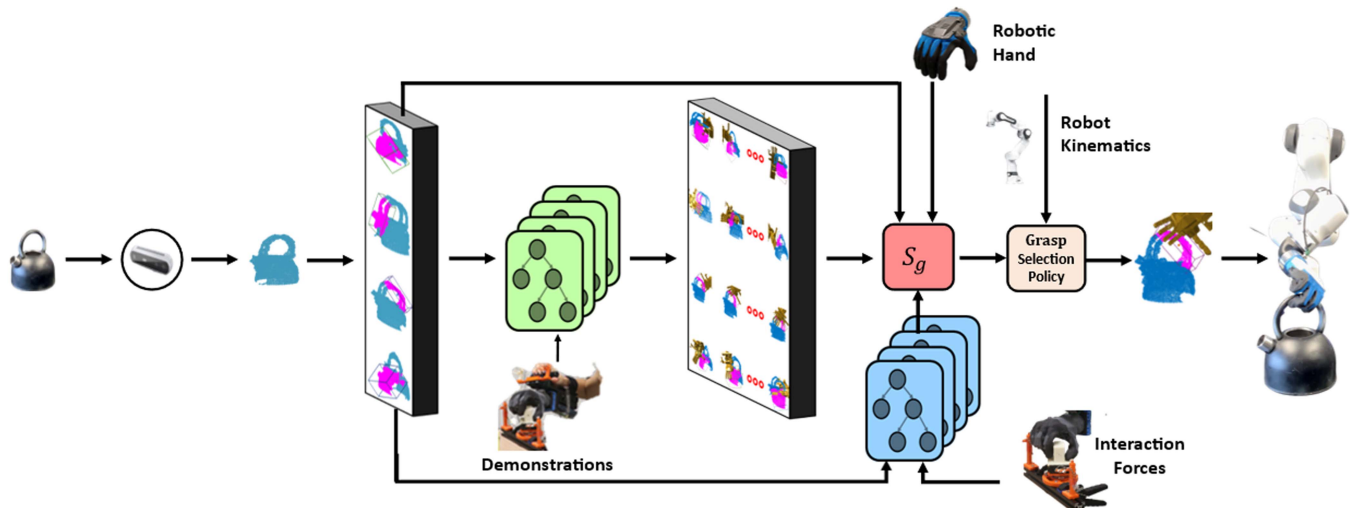 Robotic
Hand
Robot
Kinematics
S_g
Grasp
Selection
Policy
Demonstrations
Interaction
Forces